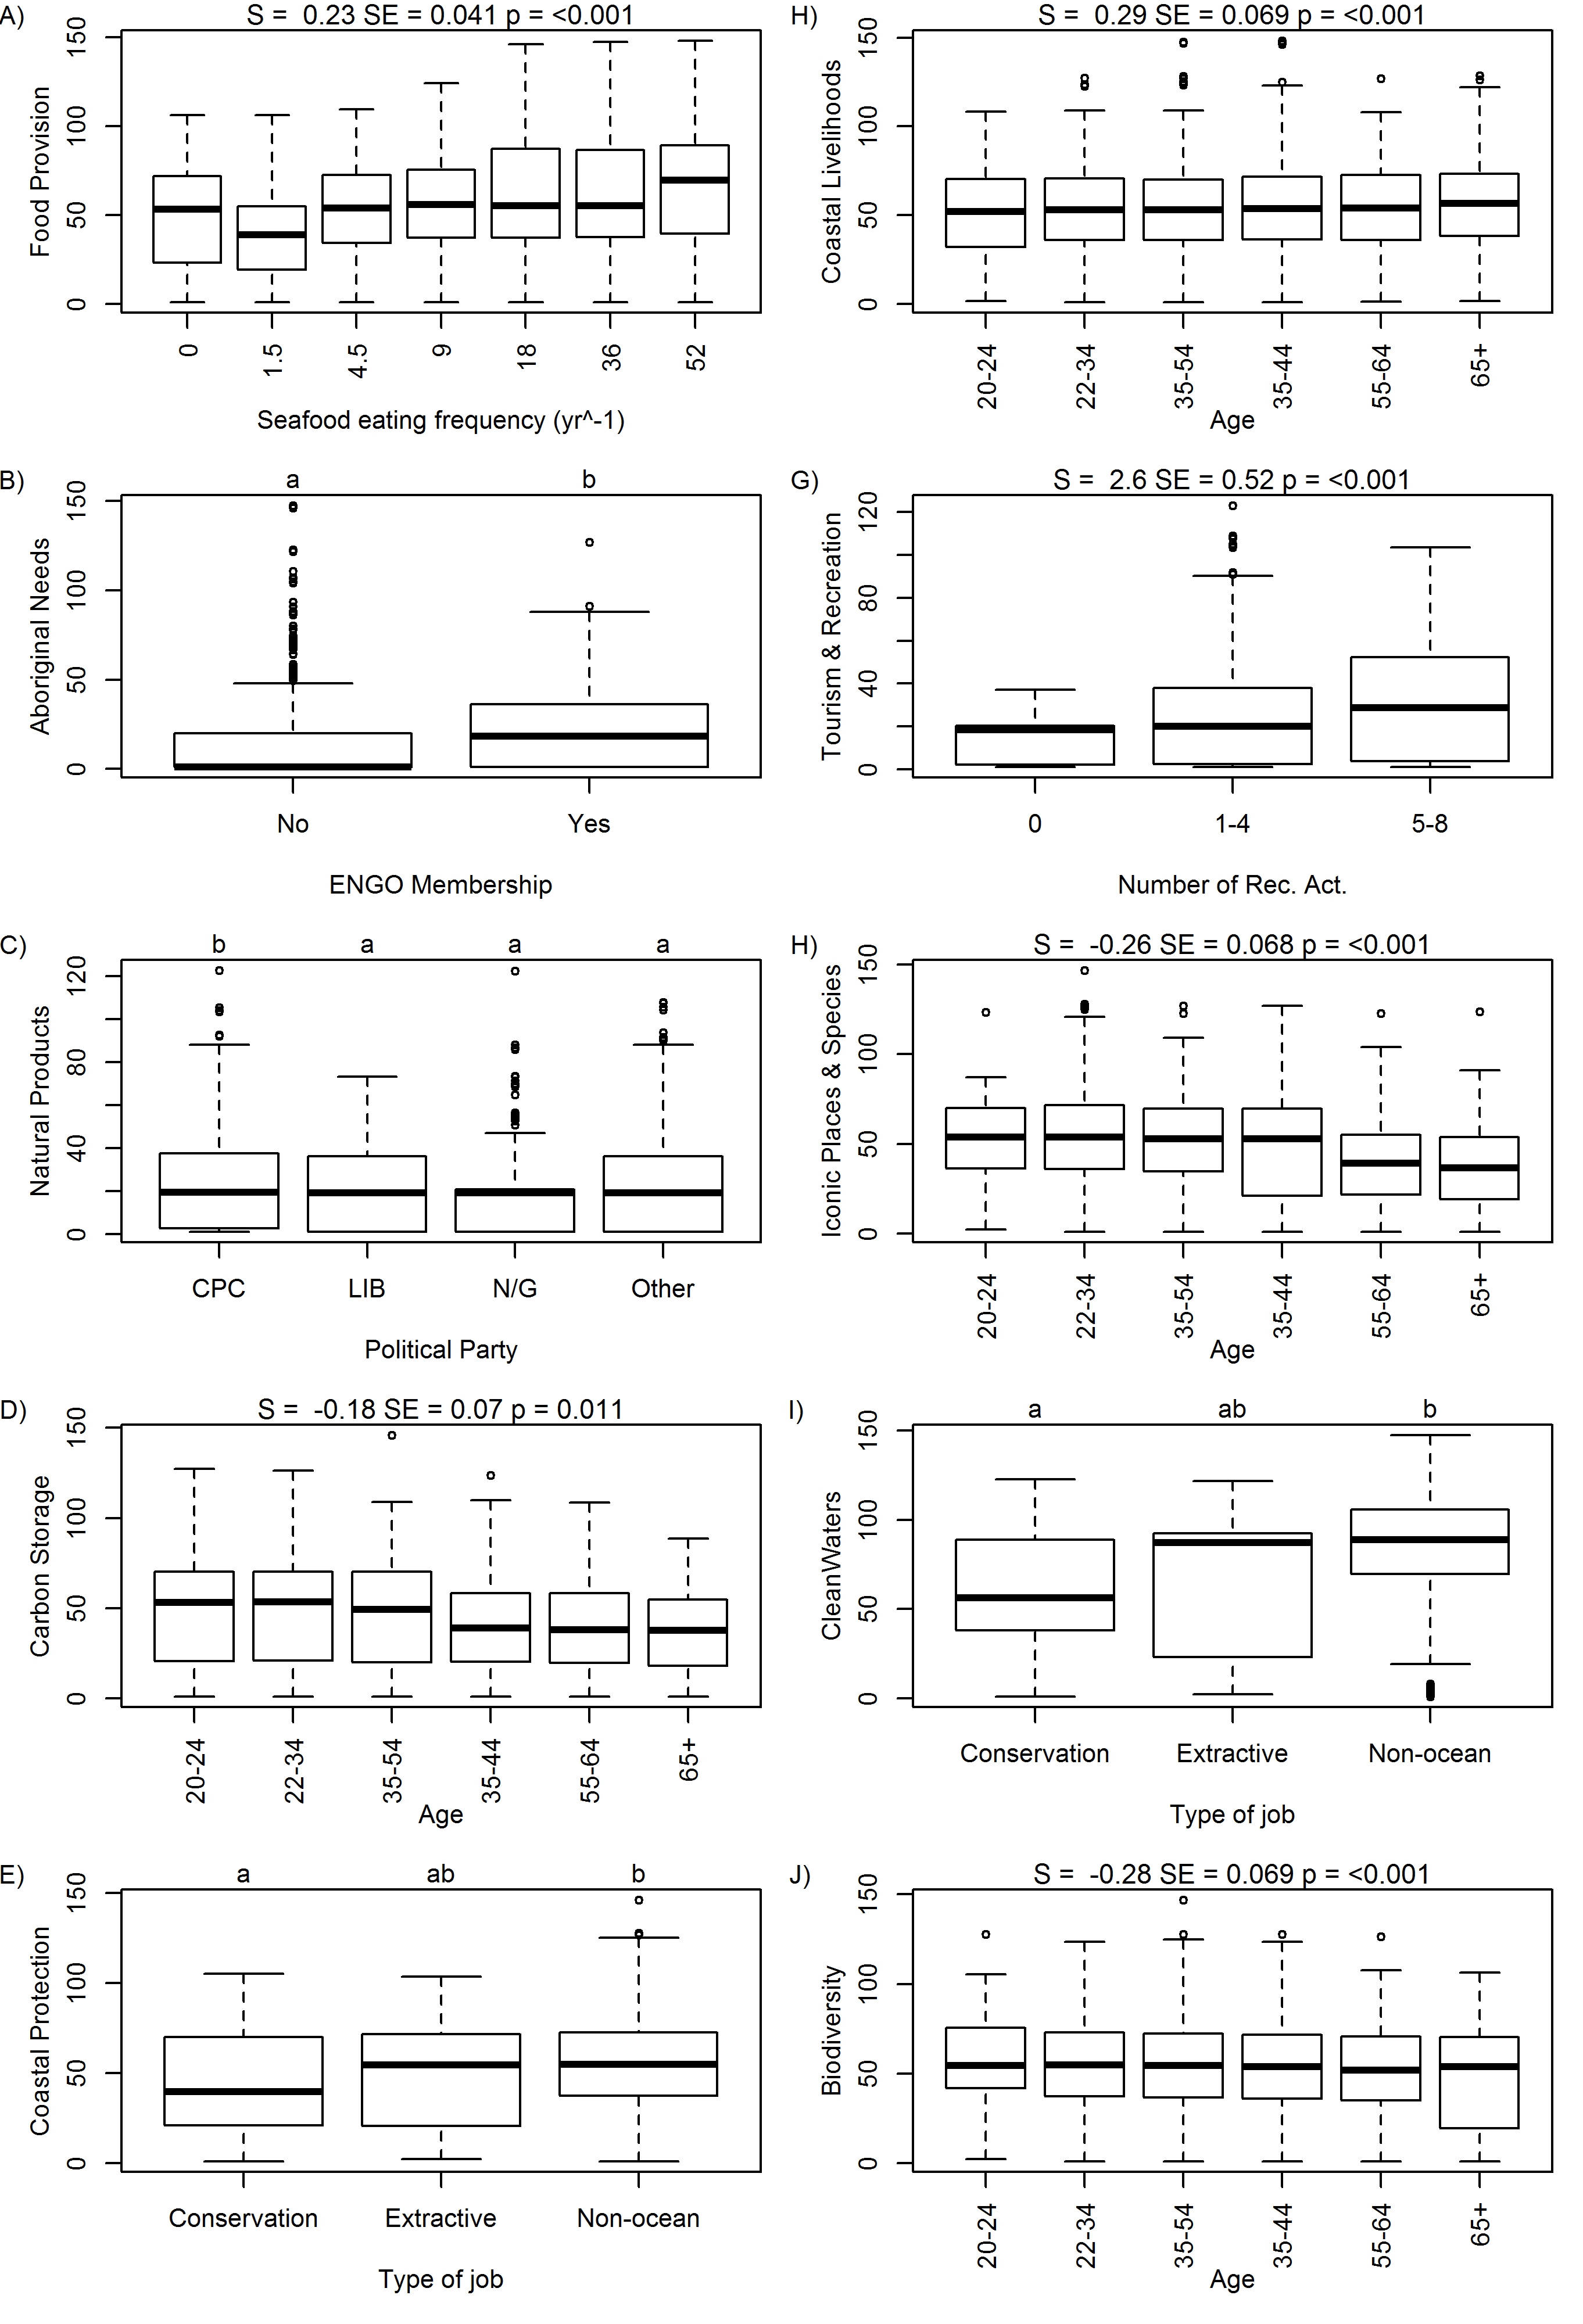 A)
S =  0.23 SE = 0.041 p = <0.001
Food Provision
0
50
100
150
0
1.5
4.5
9
18
36
52
Seafood eating frequency (yr^-1)
B)
a
b
Aboriginal Needs
0
50
100
150
No
Yes
ENGO Membership
C)
b
a
a
a
Natural Products
0
40
80
120
CPC
LIB
N/G
Other
Political Party
D)
S =  -0.18 SE = 0.07 p = 0.011
Carbon Storage
0
50
100
150
20-24
22-34
35-54
35-44
55-64
65+
Age
E)
a
ab
b
Coastal Protection
0
50
100
150
Conservation
Extractive
Non-ocean
Type of job
H)
S =  0.29 SE = 0.069 p = <0.001
Coastal Livelihoods
0
50
100
150
20-24
22-34
35-54
35-44
55-64
65+
Age
G)
S =  2.6 SE = 0.52 p = <0.001
Tourism & Recreation
0
40
80
120
0
1-4
5-8
Number of Rec. Act.
H)
S =  -0.26 SE = 0.068 p = <0.001
Iconic Places & Species
0
50
100
150
20-24
22-34
35-54
35-44
55-64
65+
Age
I)
a
ab
b
CleanWaters
0
50
100
150
Conservation
Extractive
Non-ocean
Type of job
J)
S =  -0.28 SE = 0.069 p = <0.001
Biodiversity
0
50
100
150
20-24
22-34
35-54
35-44
55-64
65+
Age